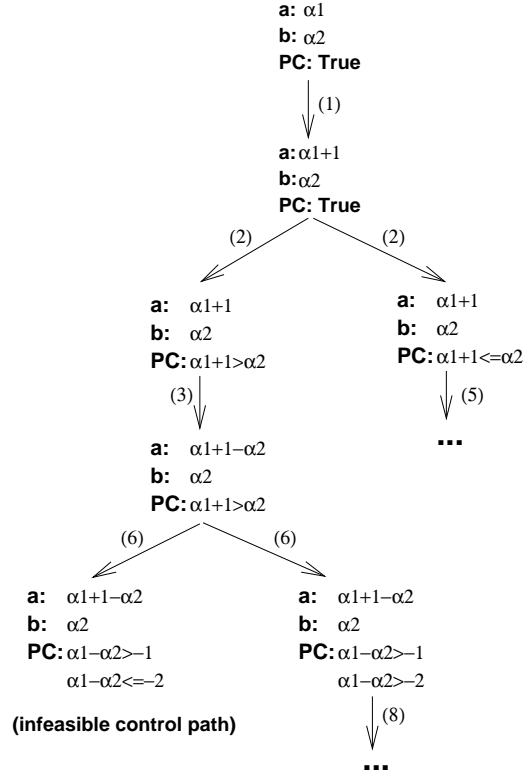 a: α1
b: α2
PC: True
(1)
a: α1+1
b: α2
PC: True
(2) (2)
a: α1+1
b: α2
PC: α1+1>α2
a: α1+1
b: α2
PC: α1+1<=α2
(3) (5)
...
a: α1+1−α2
b: α2
PC: α1+1>α2
(6) (6)
a: α1+1−α2
b: α2
PC: α1−α2>−1
α1−α2<=−2
(infeasible control path)
a: α1+1−α2
b: α2
PC: α1−α2>−1
α1−α2>−2
(8)
...